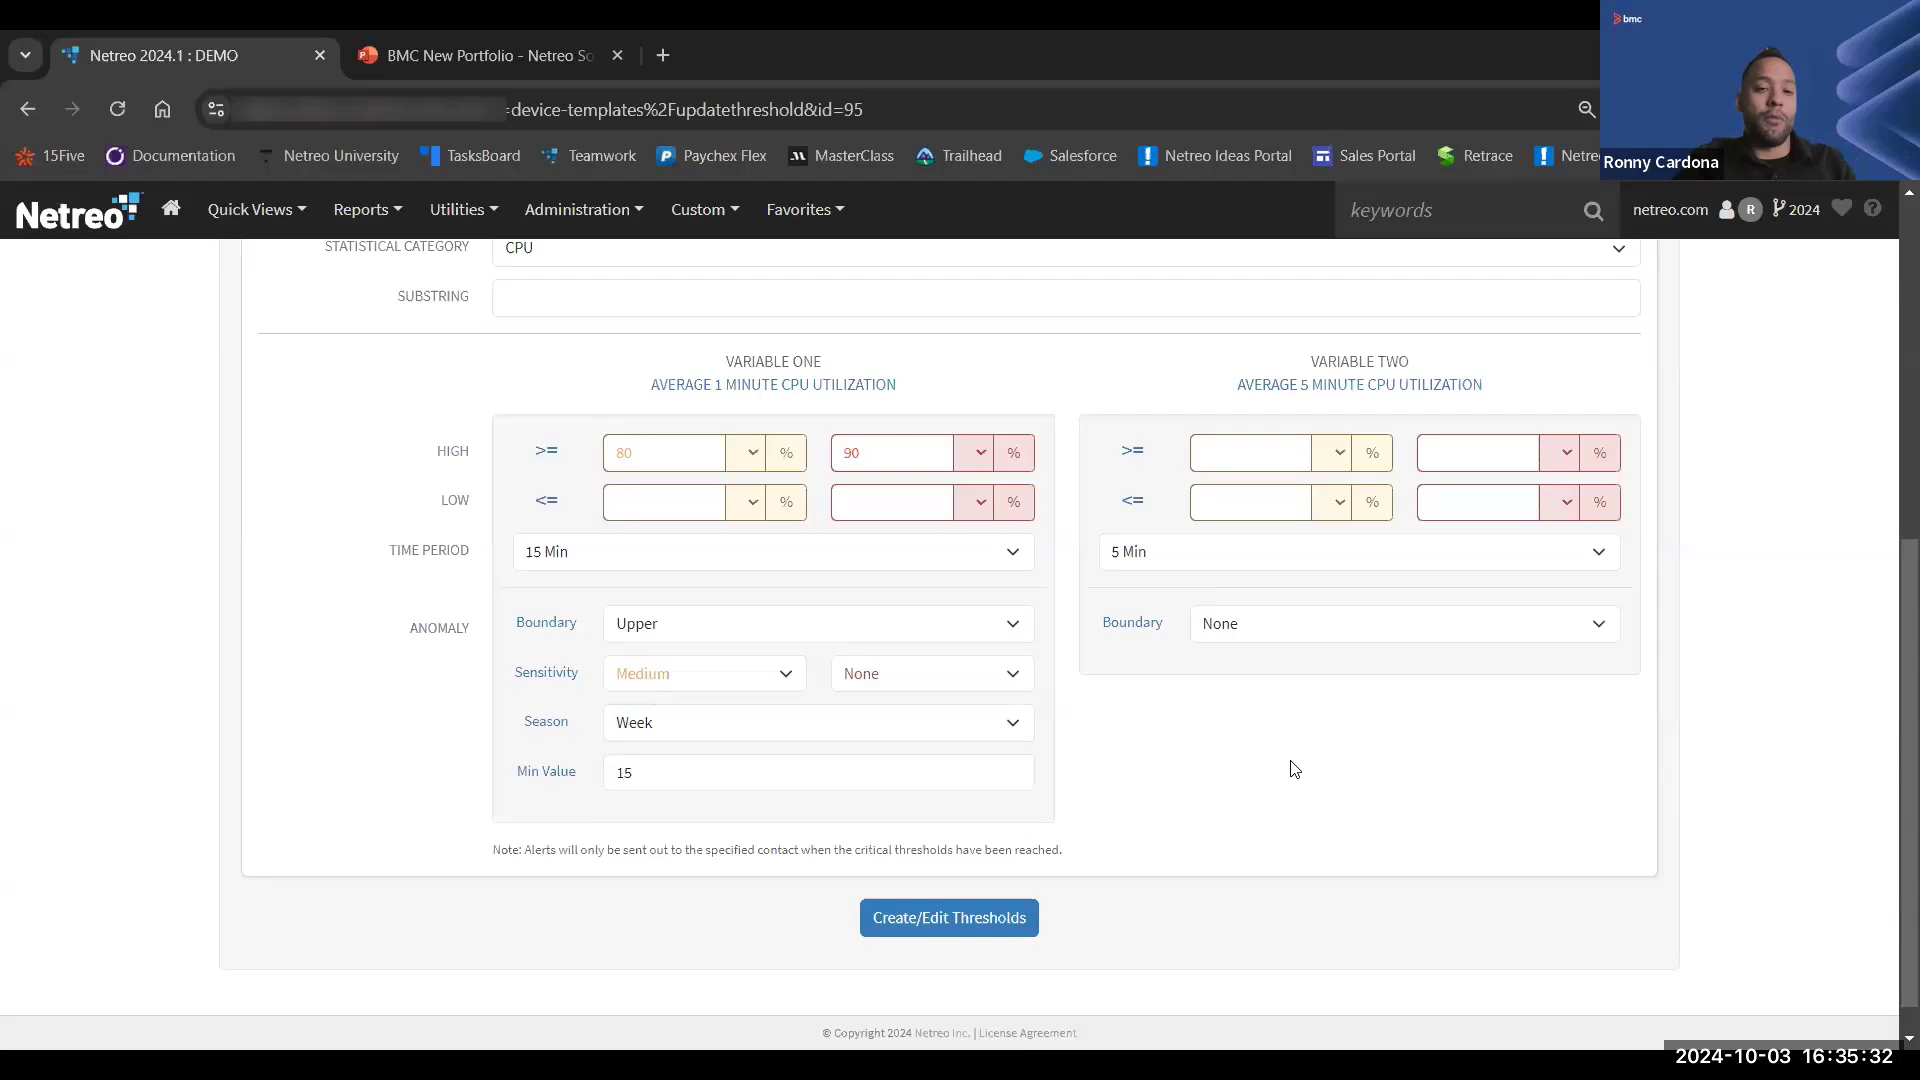 bmc
Netreo 2024.1 : DEMO
BMC New Portfolio - Netreo So
=device-templates%2Fupdatethreshold&id=95
15Five
Documentation
Netreo University
TasksBoard
Teamwork
Paychex Flex
MasterClass
Trailhead
Salesforce
Netreo Ideas Portal
Sales Portal
Retrace
Netre
Ronny Cardona
Netreo
Quick Views
Reports
Utilities
Administration
Custom
Favorites
keywords
netreo.com
R
2024
STATISTICAL CATEGORY
CPU
SUBSTRING
VARIABLE ONE
AVERAGE 1 MINUTE CPU UTILIZATION
VARIABLE TWO
AVERAGE 5 MINUTE CPU UTILIZATION
HIGH >= 80 % 90 % >= % %
LOW <= % % <= % %
TIME PERIOD 15 Min 5 Min
ANOMALY
Boundary Upper Boundary None
Sensitivity Medium None
Season Week
Min Value 15
Note: Alerts will only be sent out to the specified contact when the critical thresholds have been reached.
Create/Edit Thresholds
© Copyright 2024 Netreo Inc. | License Agreement
2024-10-03 16:35:32